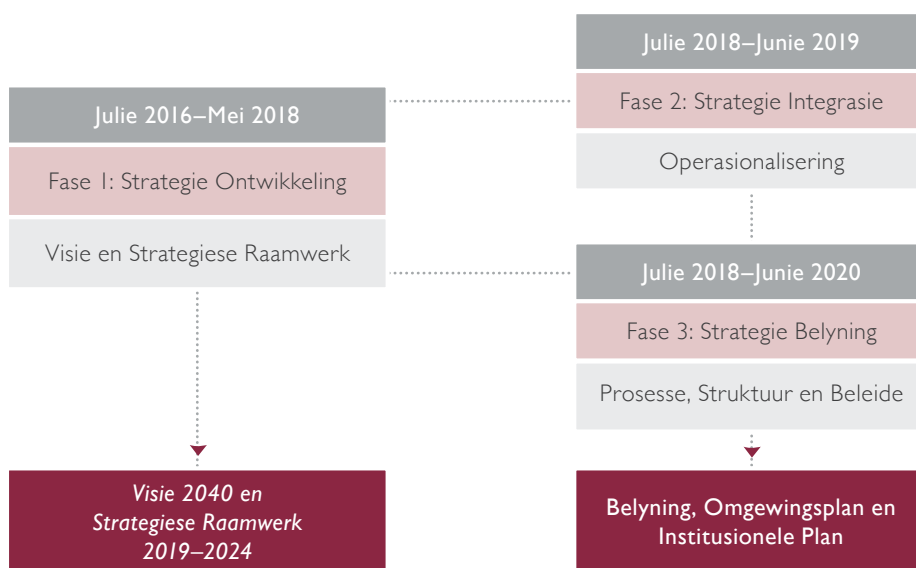 Julie 2016–Mei 2018
Fase 1: Strategie Ontwikkeling
Visie en Strategiese Raamwerk
Visie 2040 en
Strategiese Raamwerk
2019–2024
Julie 2018–Junie 2019
Fase 2: Strategie Integrasie
Operasionalisering
Julie 2018–Junie 2020
Fase 3: Strategie Belyning
Prosesse, Struktuur en Beleide
Belyning, Omgewingsplan en
Institusionele Plan